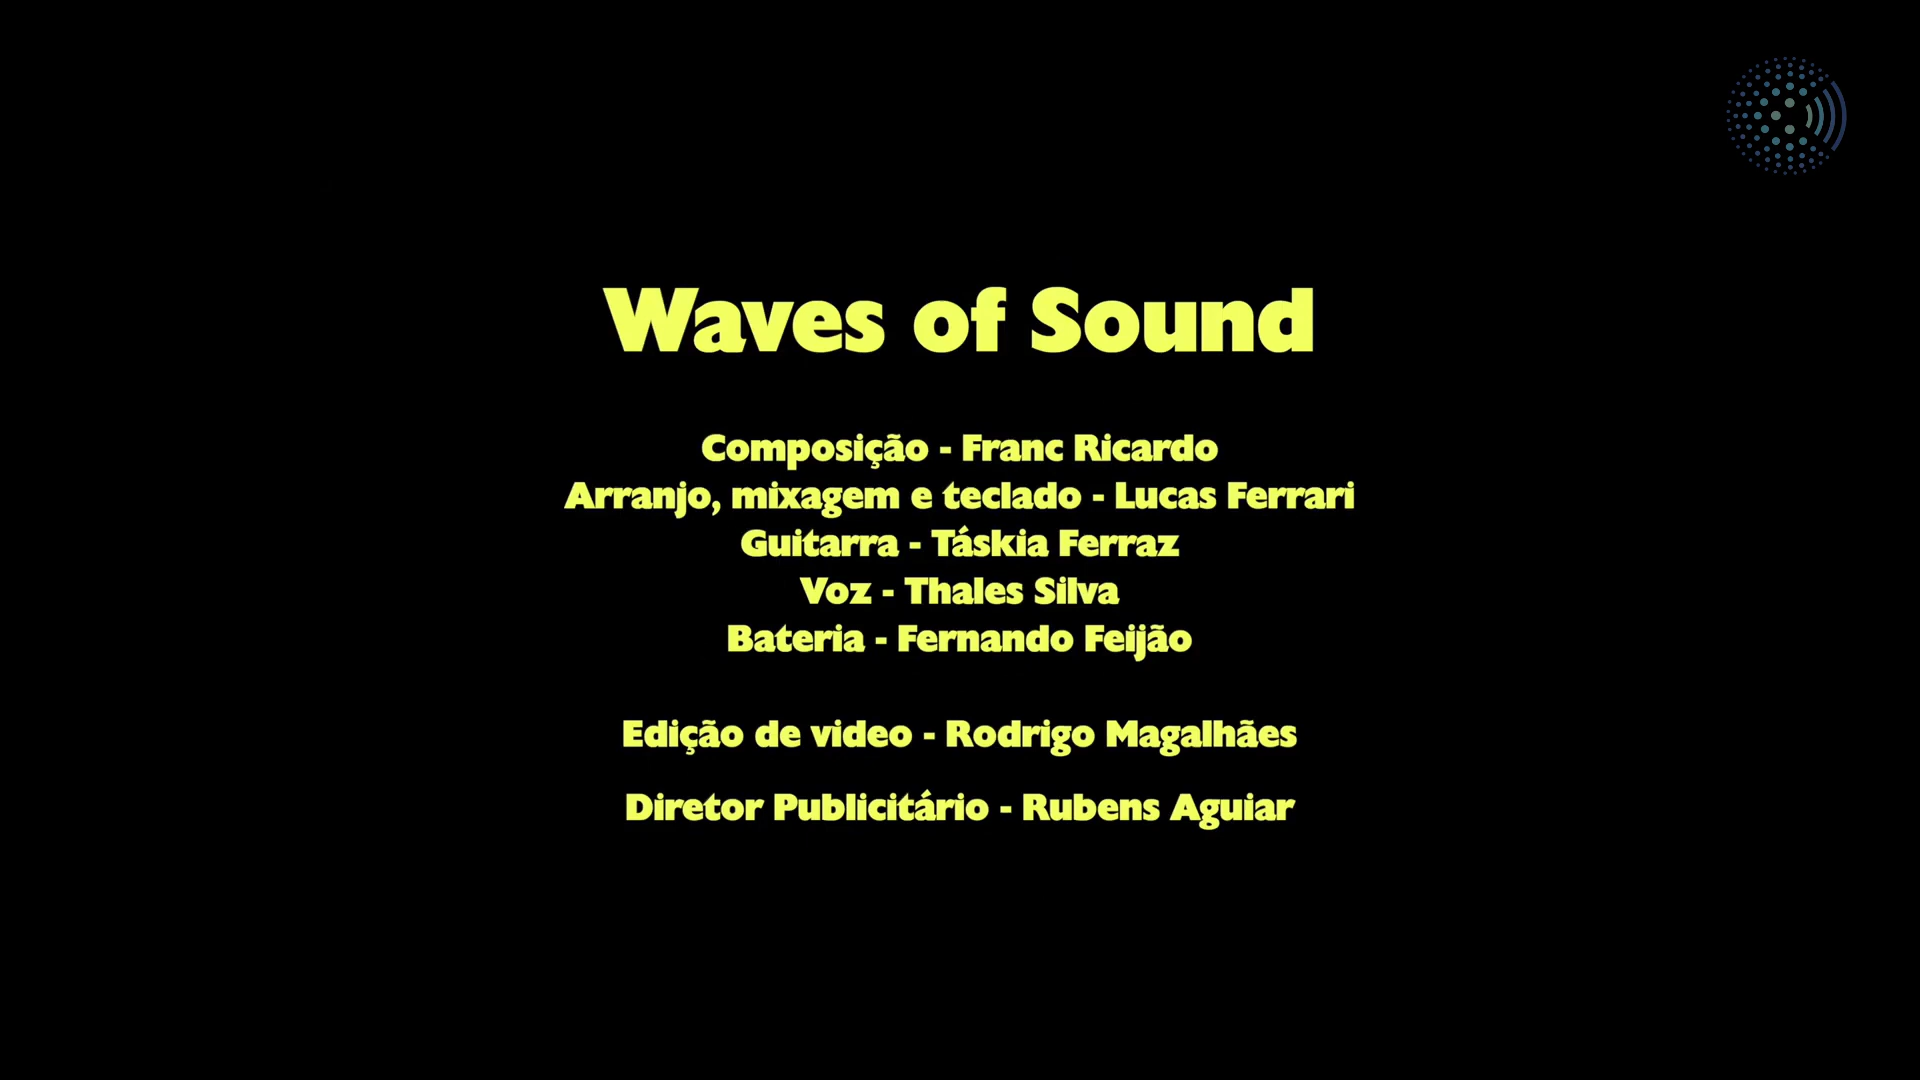 Waves of Sound
Composição - Franc Ricardo
Arranjo, mixagem e teclado - Lucas Ferrari
Guitarra - Táskia Ferraz
Voz - Thales Silva
Bateria - Fernando Feijão
Edição de video - Rodrigo Magalhães
Diretor Publicitário - Rubens Aguiar